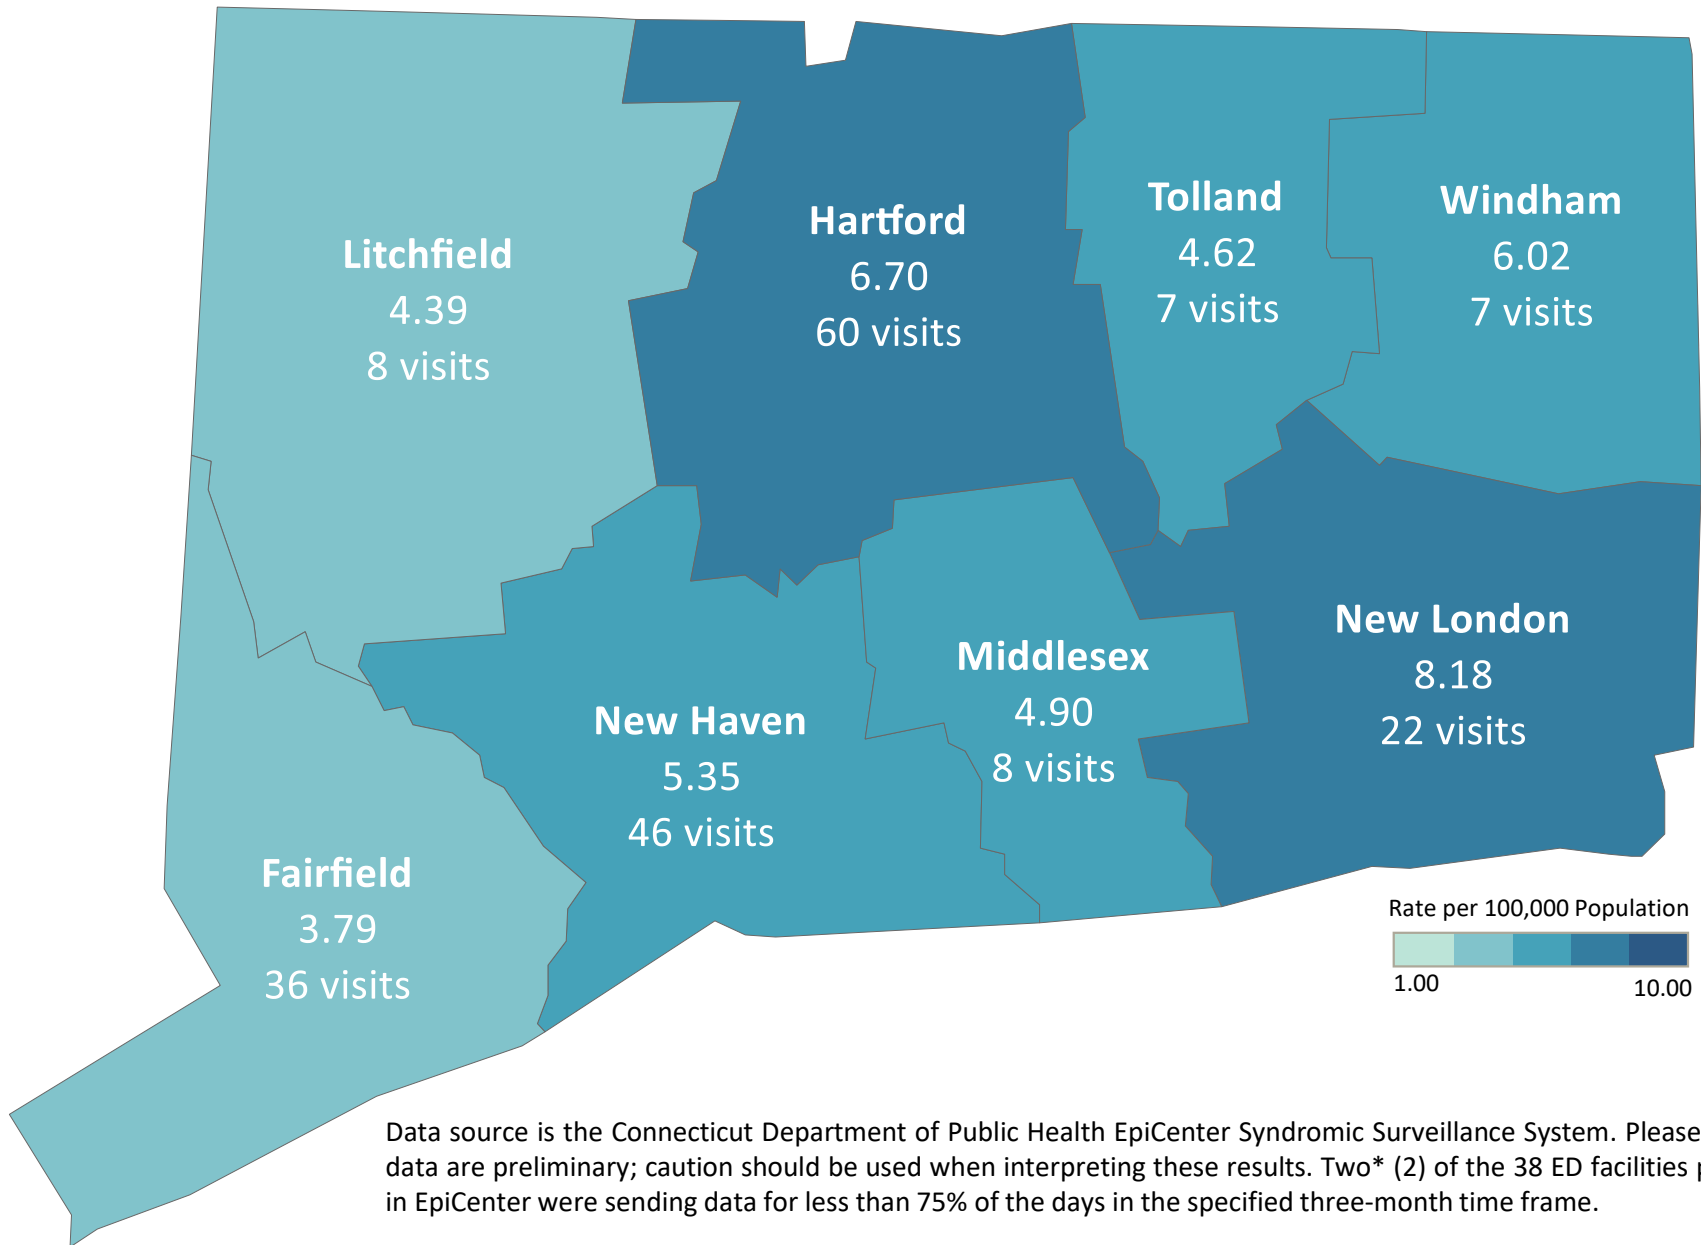 Litchfield
4.39
8 visits
Hartford
6.70
60 visits
Tolland
4.62
7 visits
Windham
6.02
7 visits
New London
8.18
22 visits
Middlesex
4.90
8 visits
New Haven
5.35
46 visits
Fairfield
3.79
36 visits
Rate per 100,000 Population
1.00
10.00
Data source is the Connecticut Department of Public Health EpiCenter Syndromic Surveillance System. Please
data are preliminary; caution should be used when interpreting these results. Two* (2) of the 38 ED facilities
in EpiCenter were sending data for less than 75% of the days in the specified three-month time frame.